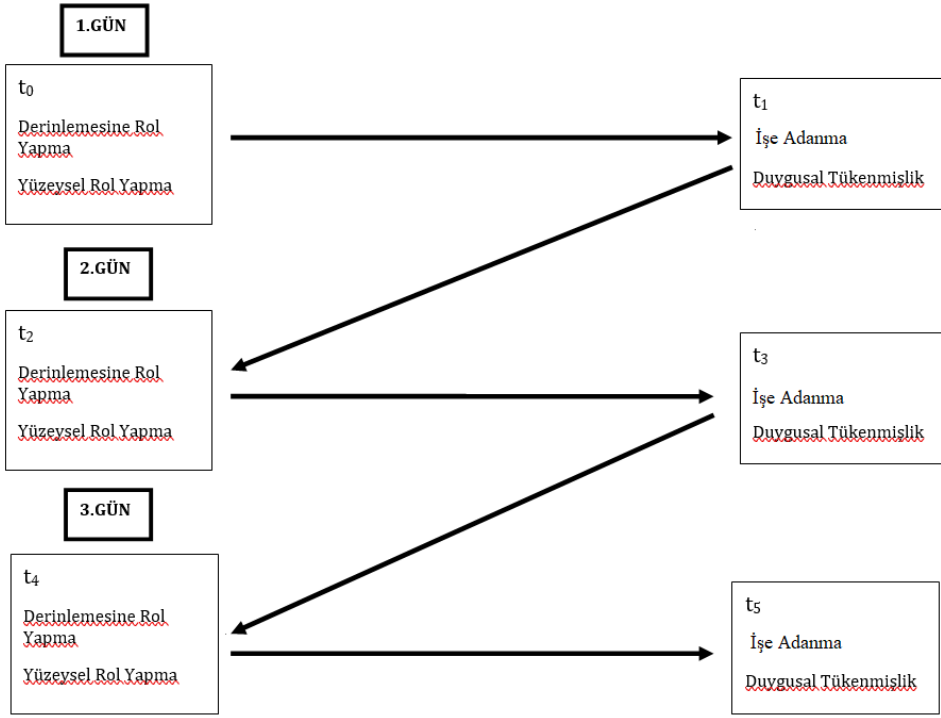 1.GÜN
t0
Derinlemesine Rol
Yapma
Yüzeysel Rol Yapma
t1
İşe Adanma
Duygusal Tükenmişlik
2.GÜN
t2
Derinlemesine Rol
Yapma
Yüzeysel Rol Yapma
t3
İşe Adanma
Duygusal Tükenmişlik
3.GÜN
t4
Derinlemesine Rol
Yapma
Yüzeysel Rol Yapma
t5
İşe Adanma
Duygusal Tükenmişlik